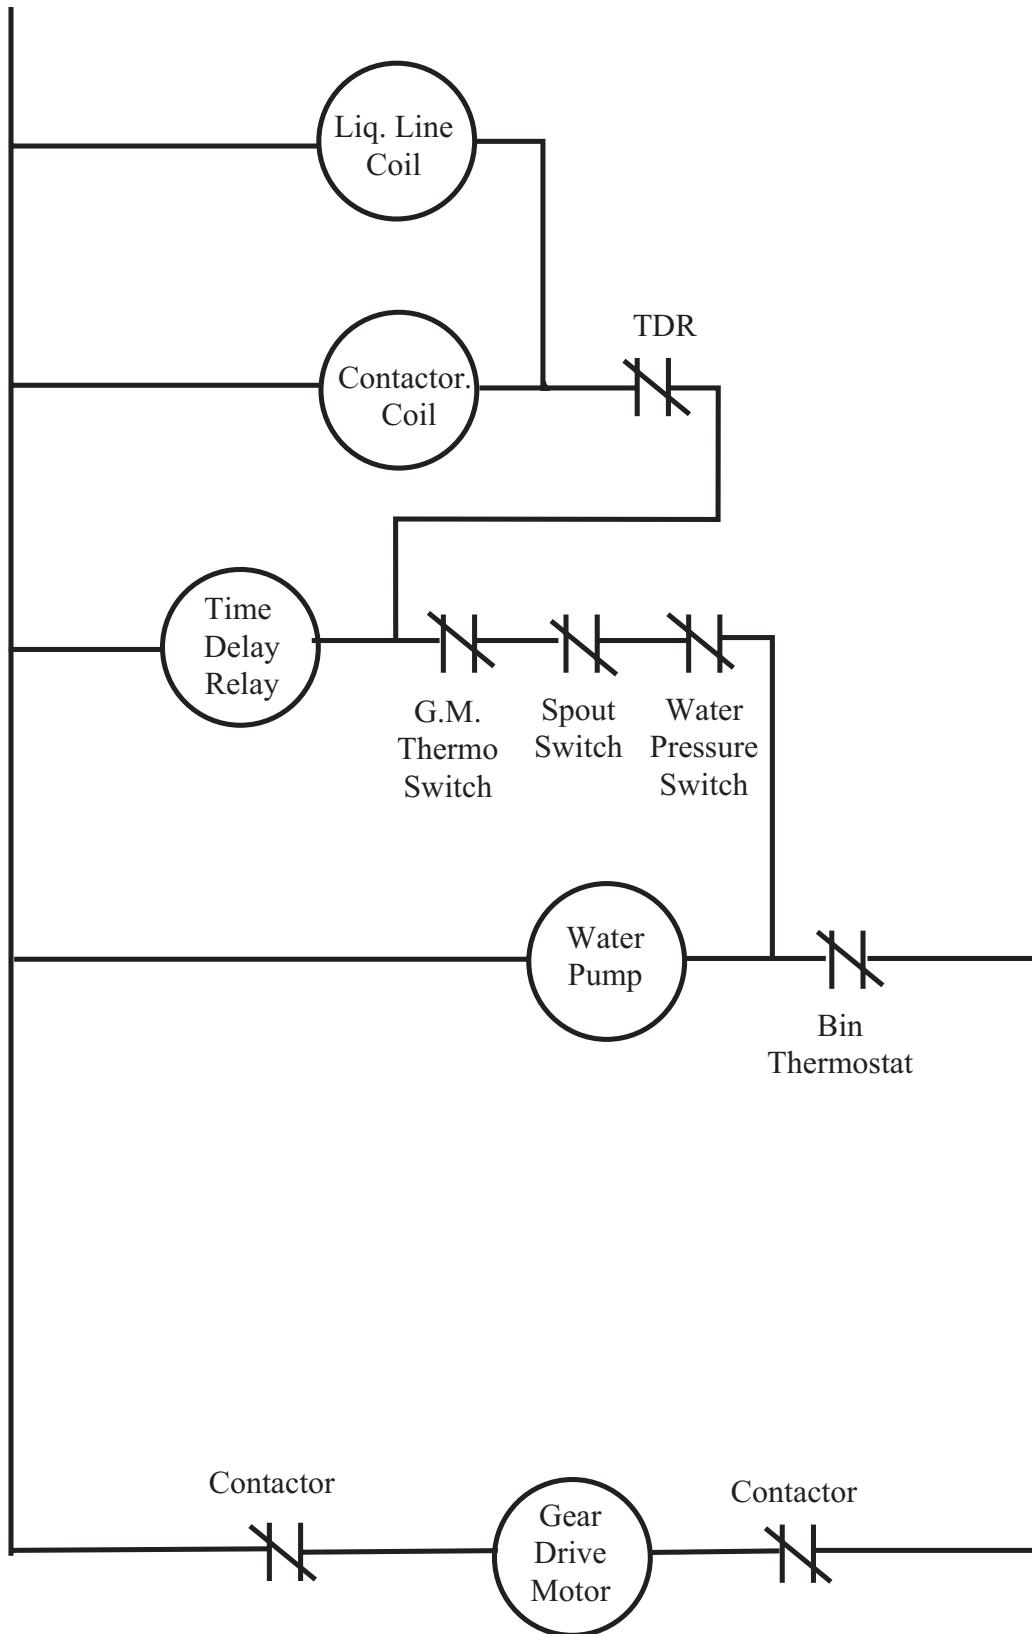 Liq. Line
Coil
TDR
Contactor.
Coil
Time
Delay
Relay
G.M.
Thermo
Switch
Spout
Switch
Water
Pressure
Switch
Water
Pump
Bin
Thermostat
Contactor
Gear
Drive
Motor
Contactor